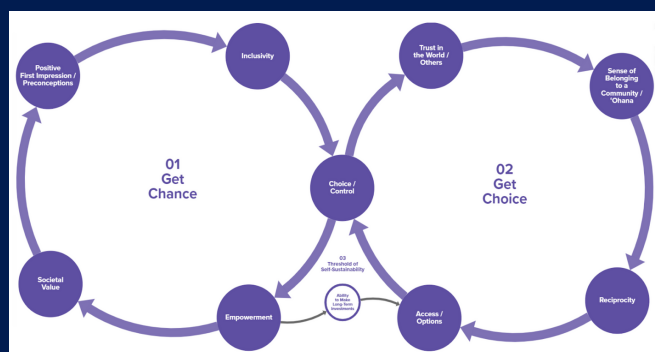 Positive
First Impression /
Preconceptions
Inclusivity
Trust in
the World /
Others
Sense of
Belonging
to a
Community /
'Ohana
01
Get
Chance
02
Get
Choice
Choice /
Control
03
Threshold of
Self-Sustainability
Ability
to Make
Long-Term
Investments
Societal
Value
Empowerment
Access /
Options
Reciprocity